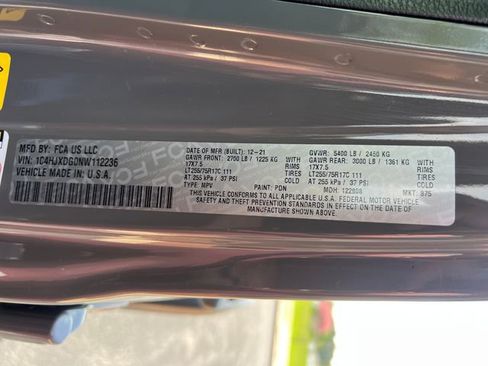 MFD BY: FCA US LLC
DATE OF MFR (BUILT): 12-21
GVWR: 5400 LB / 2450 KG
VIN: 1C4HJXDG0NW112236
GAWR FRONT: 2700 LB / 1225 KG WITH
GAWR REAR: 3000 LB / 1361 KG WITH
VEHICLE MADE IN: U.S.A.
17X7.5 RIMS
17X7.5 RIMS
LT255/75R17C 111 TIRES
LT255/75R17C 111 TIRES
AT 255 kPa / 37 PSI COLD
AT 255 kPa / 37 PSI COLD
TYPE: MPV
PAINT: PDN
MDH: 122808
MKT: 875
THIS VEHICLE CONFORMS TO ALL APPLICABLE U.S.A. FEDERAL MOTOR VEHICLE
SAFETY, BUMPER, AND THEFT PREVENTION STANDARDS IN EFFECT ON THE DATE OF MANUFACTURE
SHOWN ABOVE.